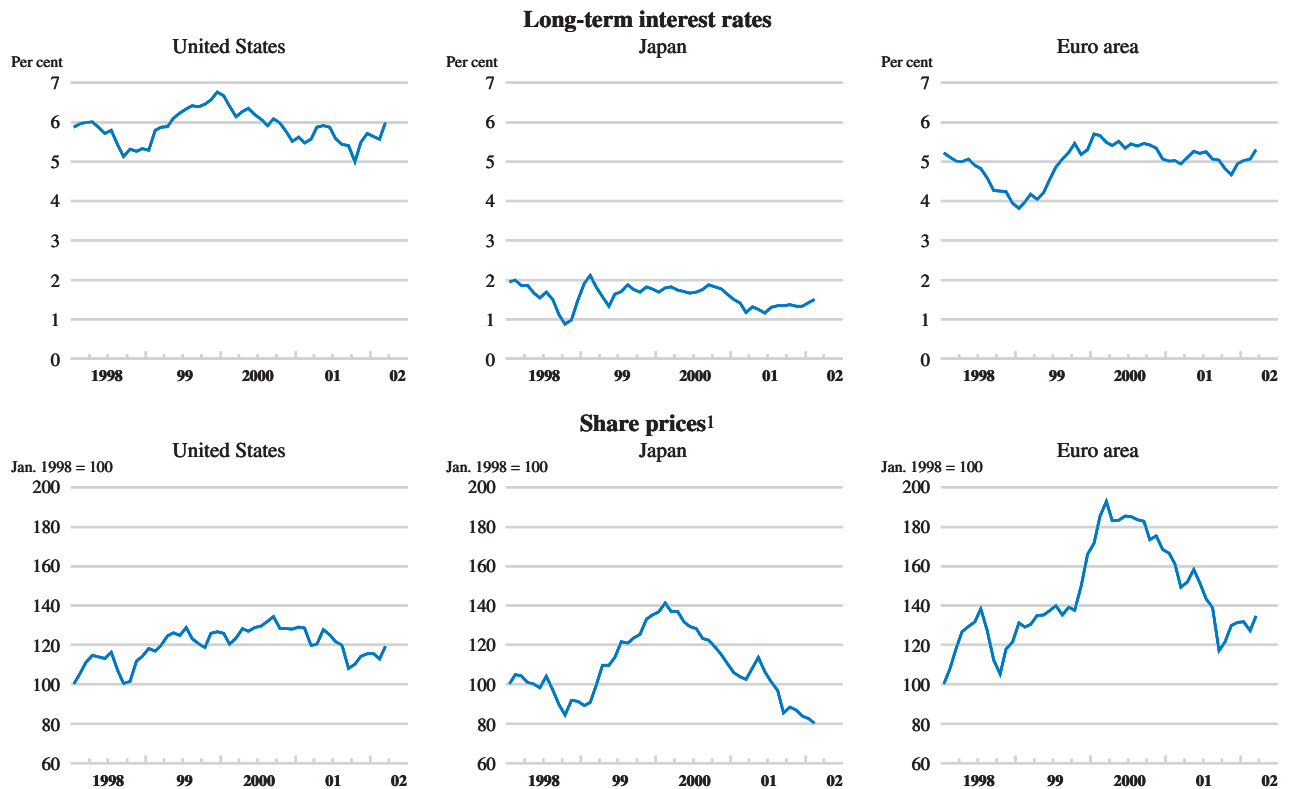 Long-term interest rates
United States
Japan
Euro area
Per cent
Per cent
Per cent
7
6
5
4
3
2
1
0
1998 99 2000 01 02
7
6
5
4
3
2
1
0
1998 99 2000 01 02
7
6
5
4
3
2
1
0
1998 99 2000 01 02
Share prices1
United States
Japan
Euro area
Jan. 1998 = 100
Jan. 1998 = 100
Jan. 1998 = 100
200
180
160
140
120
100
80
60
1998 99 2000 01 02
200
180
160
140
120
100
80
60
1998 99 2000 01 02
200
180
160
140
120
100
80
60
1998 99 2000 01 02